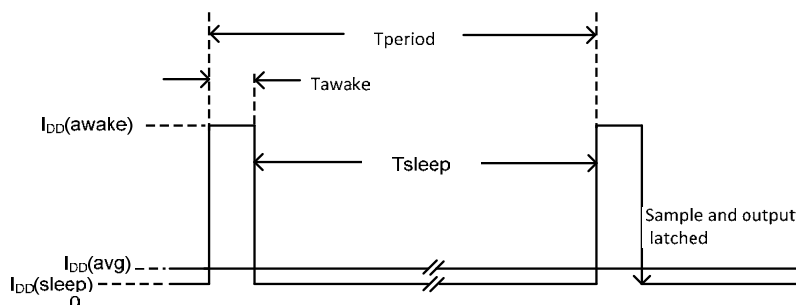 Tperiod
Tawake
IDD(awake)
Tsleep
Sample and output
latched
IDD(avg)
IDD(sleep)
0